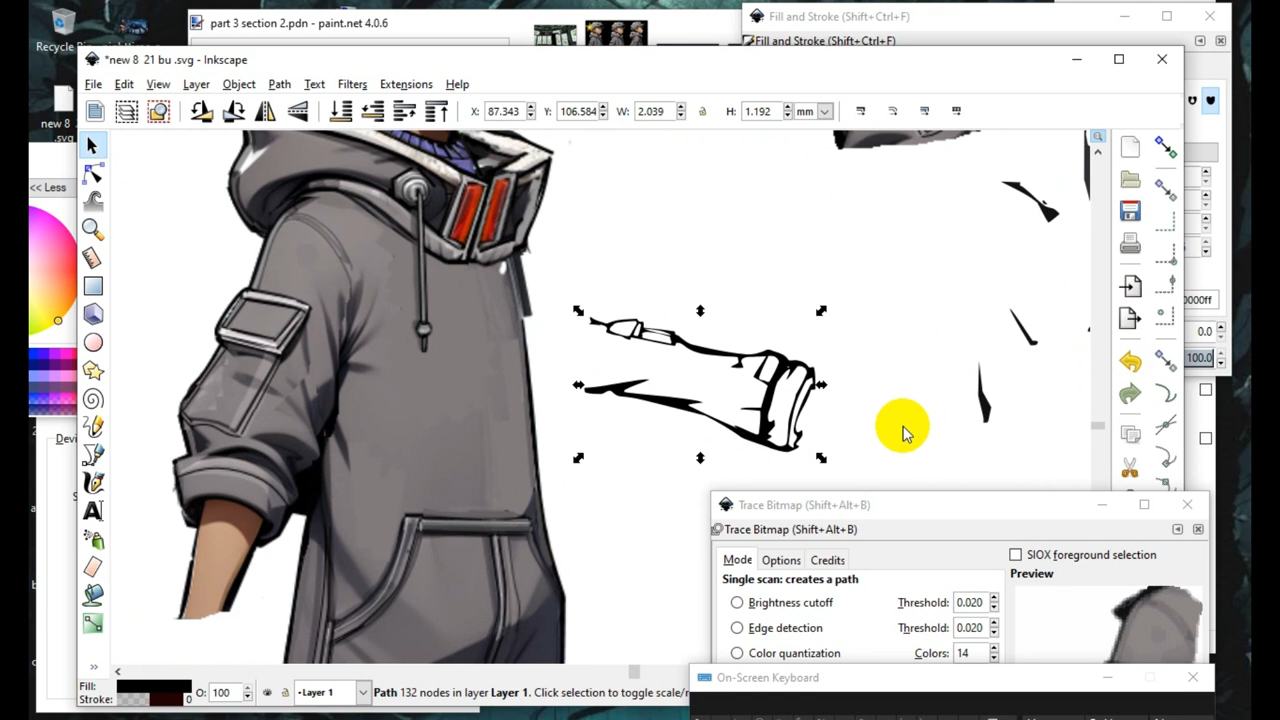 part 3 section 2.pdn - paint.net 4.0.6
Fill and Stroke (Shift+Ctrl+F)
Fill and Stroke (Shift+Ctrl+F)
Recycle
*new 8 21 bu .svg - Inkscape
File Edit View Layer Object Path Filters Extensions Help
X: 87.343 Y: 106.584 W: 2.039 H: 1.192 mm
new 8
.svg
<< Less
0000ff
0.0
100.0
Trace Bitmap (Shift+Alt+B)
Trace Bitmap (Shift+Alt+B)
Mode Options Credits
SIOX foreground selection
Single scan: creates a path
Preview
Brightness cutoff Threshold: 0.020
Edge detection Threshold: 0.020
Color quantization Colors: 14
On-Screen Keyboard
Fill:
Stroke: 0
O: 100
Layer 1
Path 132 nodes in layer Layer 1. Click selection to toggle scale/r